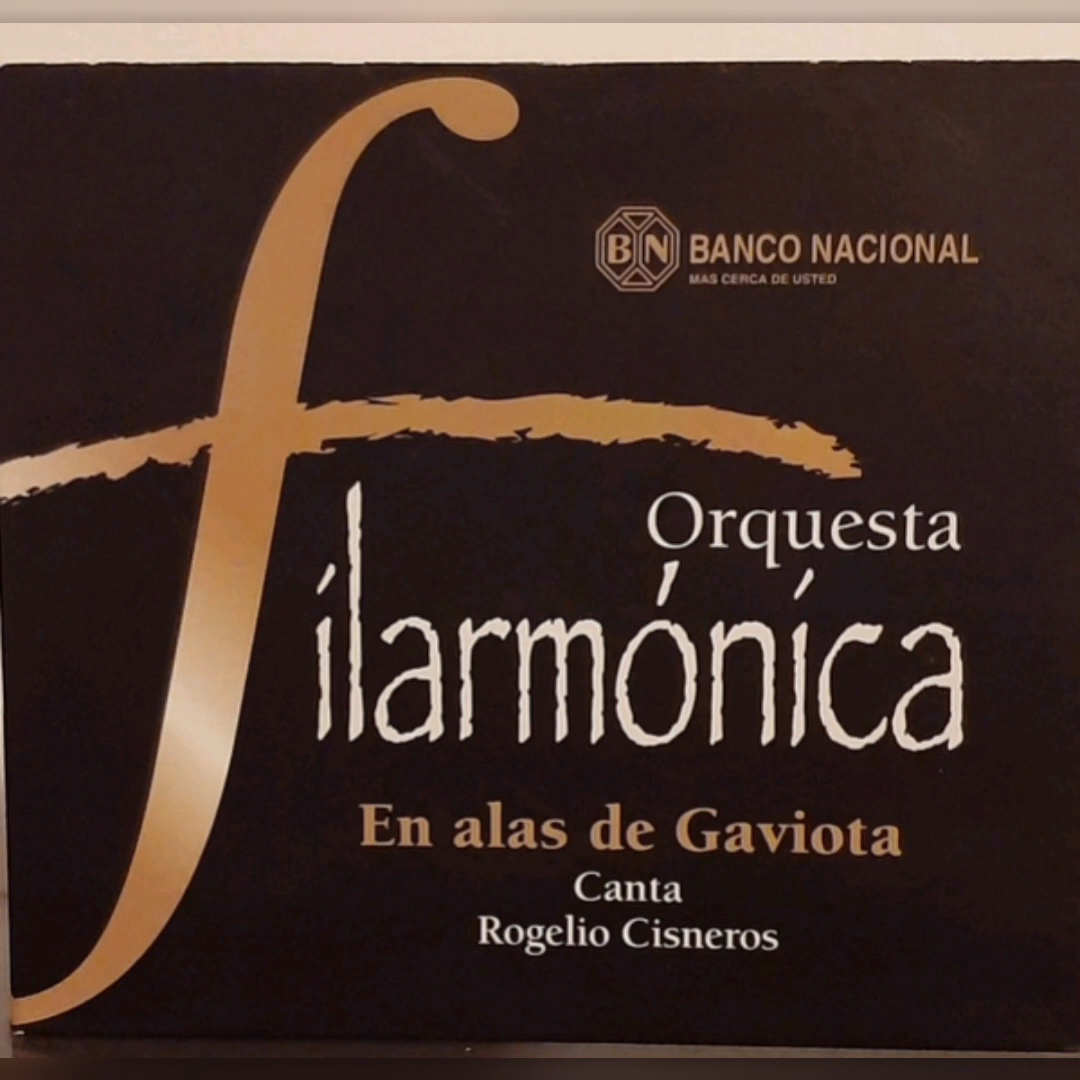 BN BANCO NACIONAL
MAS CERCA DE USTED
Orquesta
filarmónica
En alas de Gaviota
Canta
Rogelio Cisneros